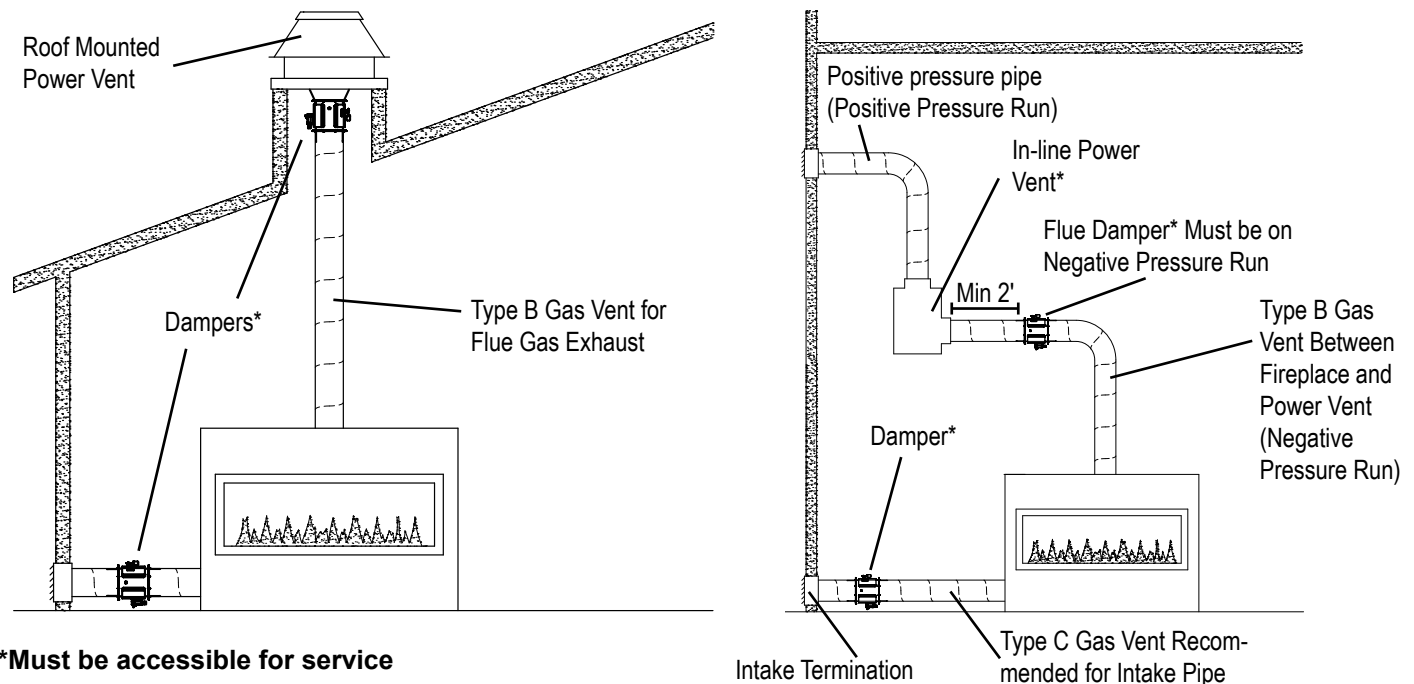 Roof Mounted
Power Vent
Dampers*
Type B Gas Vent for
Flue Gas Exhaust
*Must be accessible for service
Positive pressure pipe
(Positive Pressure Run)
In-line Power
Vent*
Flue Damper* Must be on
Negative Pressure Run
Min 2'
Type B Gas
Vent Between
Fireplace and
Power Vent
(Negative
Pressure Run)
Damper*
Intake Termination
Type C Gas Vent Recom-
mended for Intake Pipe